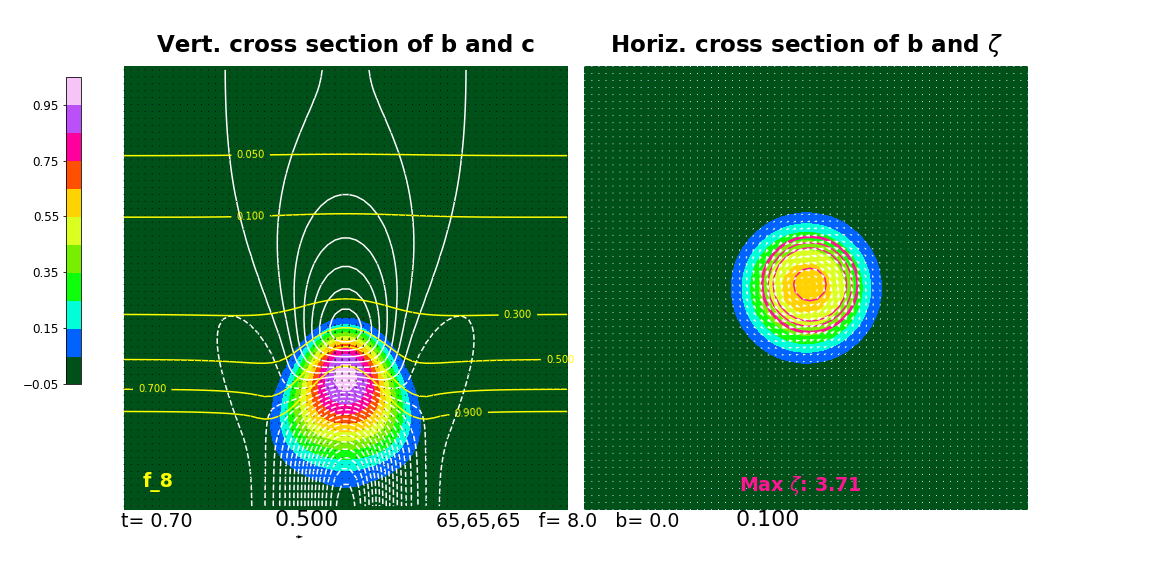 Vert. cross section of b and c
Horiz. cross section of b and ζ
0.95
0.75
0.55
0.35
0.15
−0.05
0.050
0.100
0.300
0.500
0.700
0.900
f_8
Max ζ: 3.71
t= 0.70
0.500
65,65,65 f= 8.0 b= 0.0
0.100